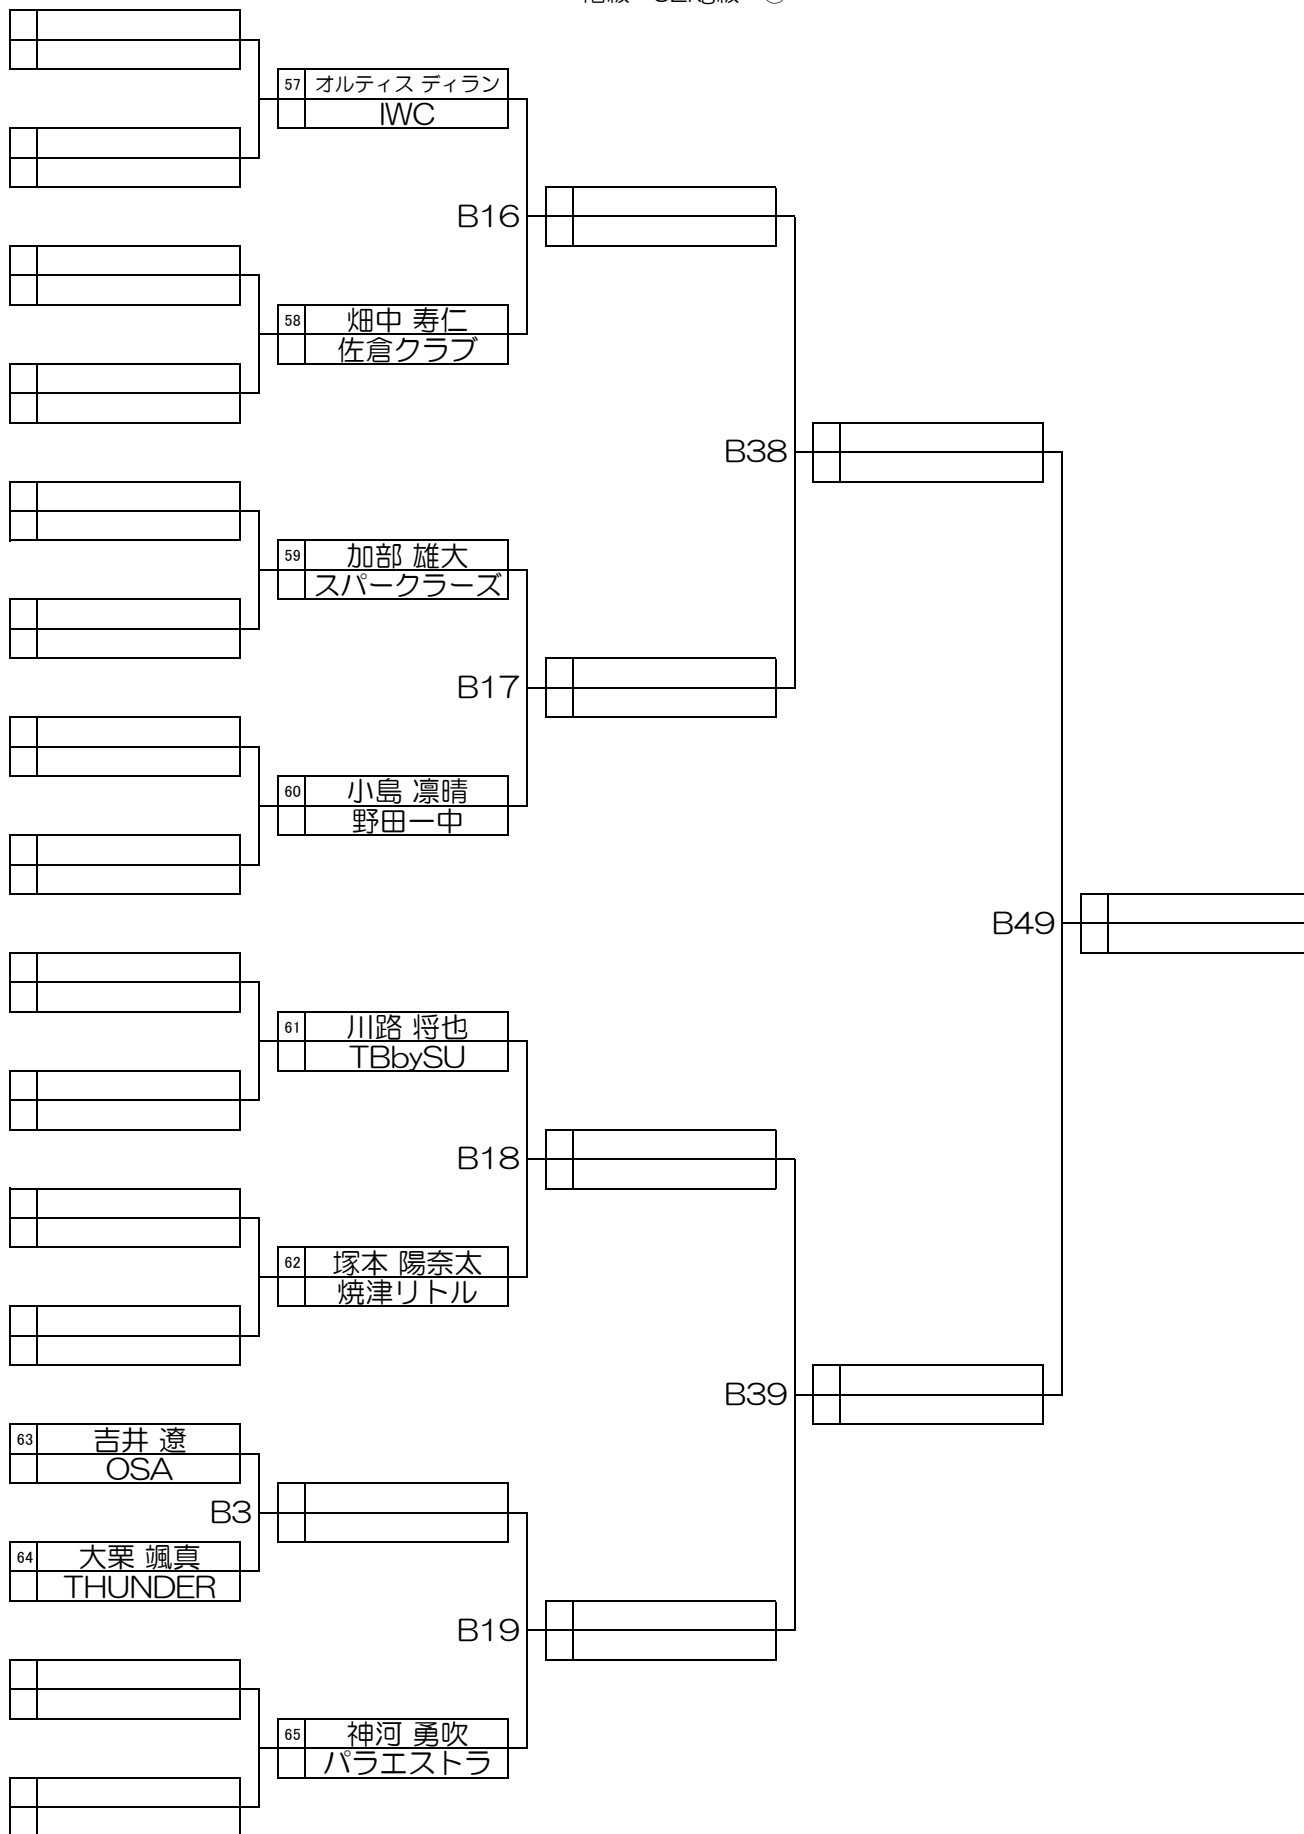 57 オルティス ディラン
IWC
B16
58 畑中 寿仁
佐倉クラブ
B38
59 加部 雄大
スパークラーズ
B17
60 小島 凛晴
野田一中
B49
61 川路 将也
TBbySU
B18
62 塚本 陽奈太
焼津リトル
B39
63 吉井 遼
OSA
B3
64 大栗 颯真
THUNDER
B19
65 神河 勇吹
パラエストラ